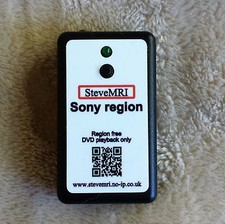 SteveMRI
Sony region
Region free
DVD playback only
www.stevemri.no-ip.co.uk